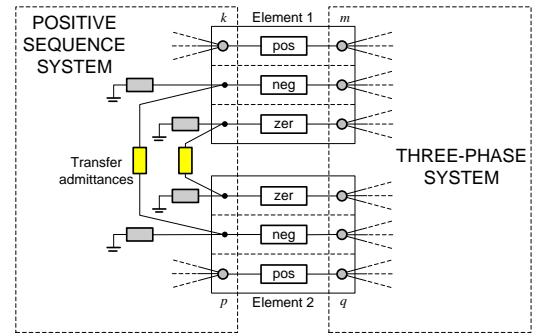 POSITIVE
SEQUENCE
SYSTEM
k Element 1 m
pos
neg
zer
Transfer
admittances
THREE-PHASE
SYSTEM
zer
neg
pos
p Element 2 q